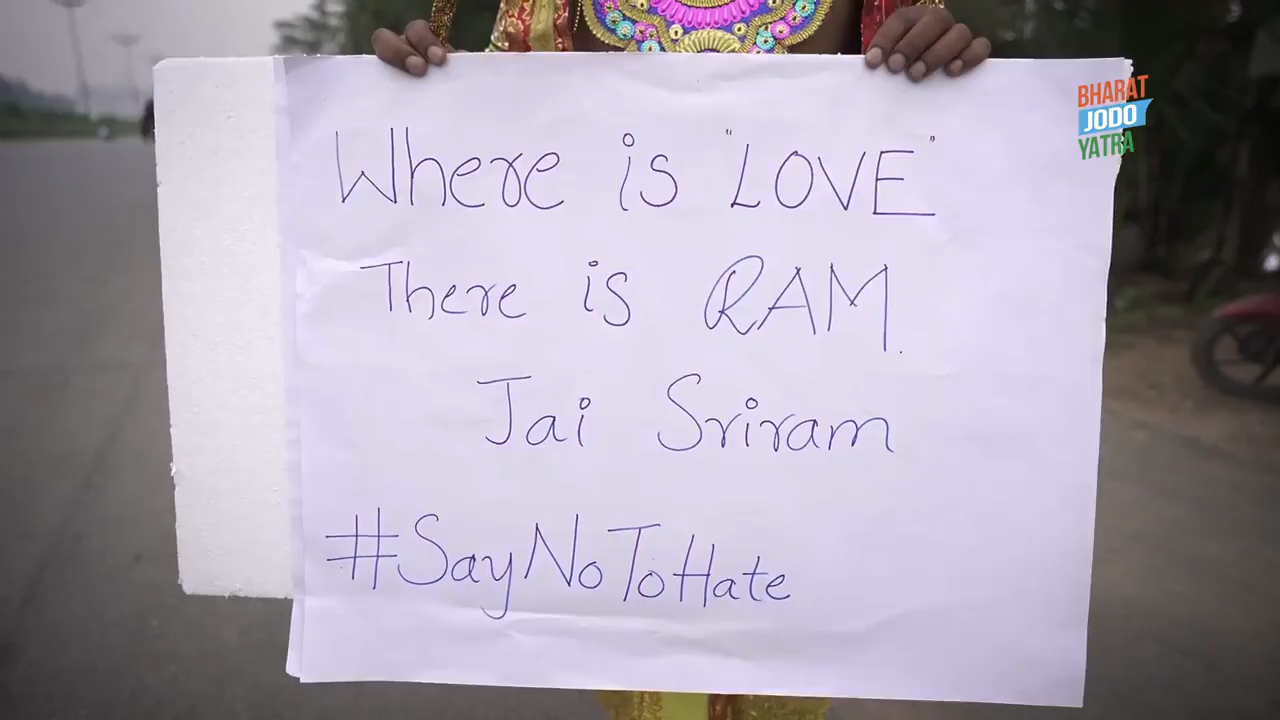 Where is "LOVE"
There is RAM.
Jai Sriram
#SayNoToHate
BHARAT
JODO
YATRA